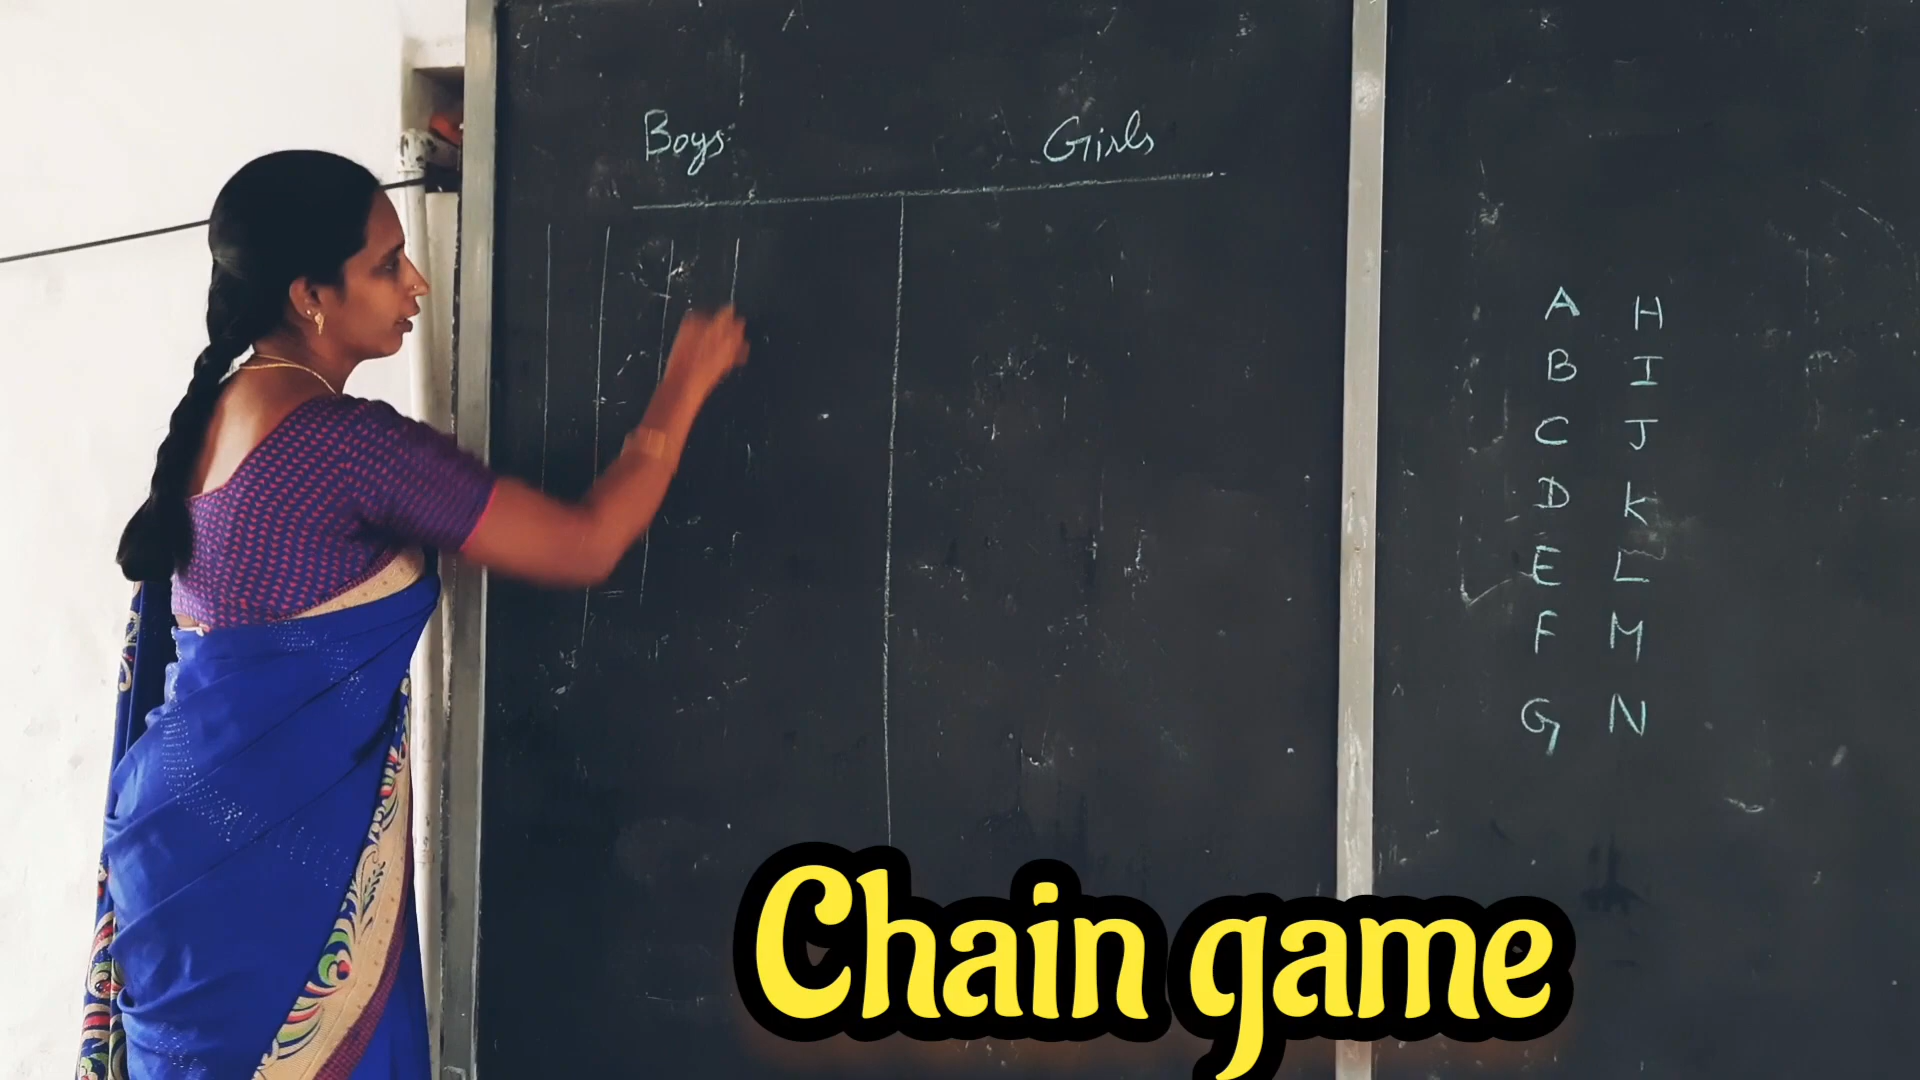 Boys Girls
A H
B I
C J
D K
E L
F M
G N
Chain game